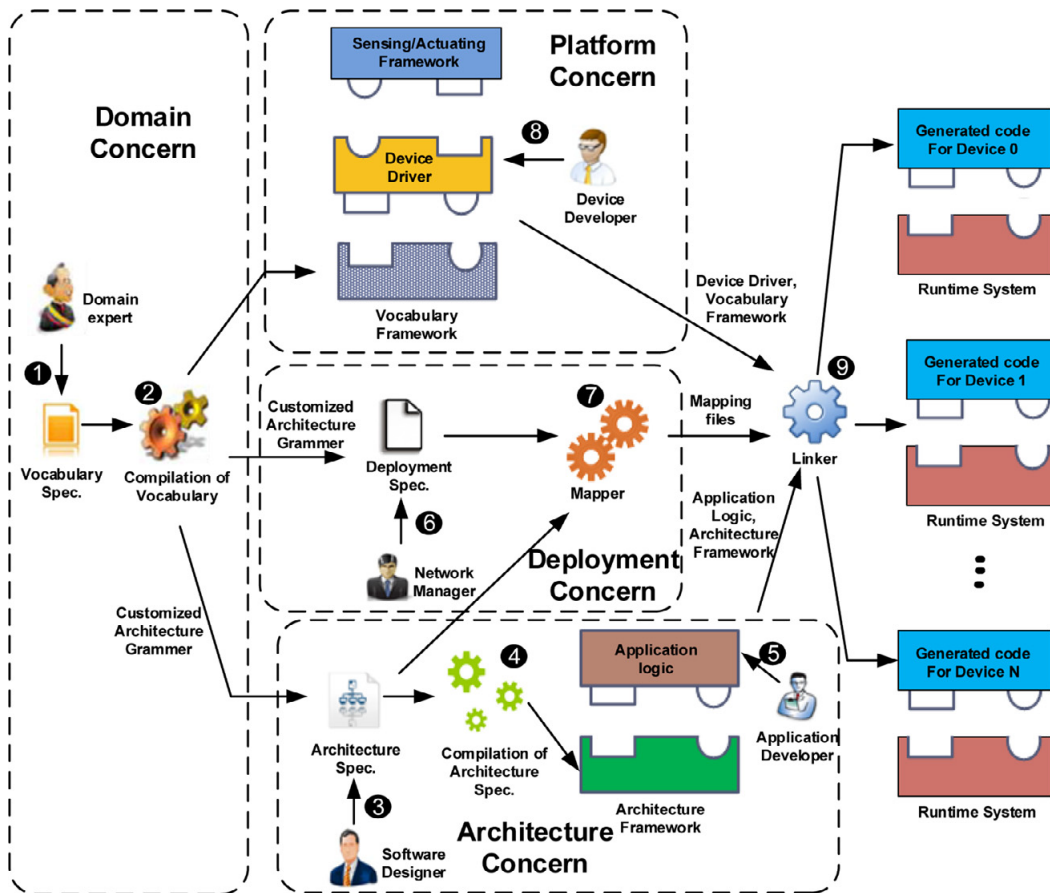 Domain
Concern
1
Domain
expert
Vocabulary
Spec.
2
Compilation of
Vocabulary
Sensing/Actuating
Framework
Platform
Concern
Device
Driver
8
Device
Developer
Vocabulary
Framework
Device Driver,
Vocabulary
Framework
Customized
Architecture
Grammer
Deployment
Spec.
6
Network
Manager
7
Mapper
Deployment
Concern
Mapping
files
9
Linker
Application
Logic,
Architecture
Framework
Customized
Architecture
Grammer
Architecture
Spec.
3
Software
Designer
4
Compilation of
Architecture
Spec.
Application
logic
5
Application
Developer
Architecture
Framework
Architecture
Concern
Generated code
For Device 0
Runtime System
Generated code
For Device 1
Runtime System
Generated code
For Device N
Runtime System